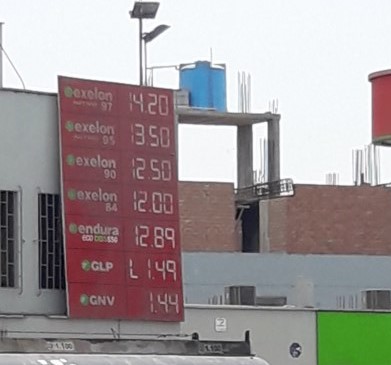 exelon 97 14.20
exelon 95 13.50
exelon 90 12.50
exelon 84 12.00
endura 12.89
GLP L1.49
GNV 1.44